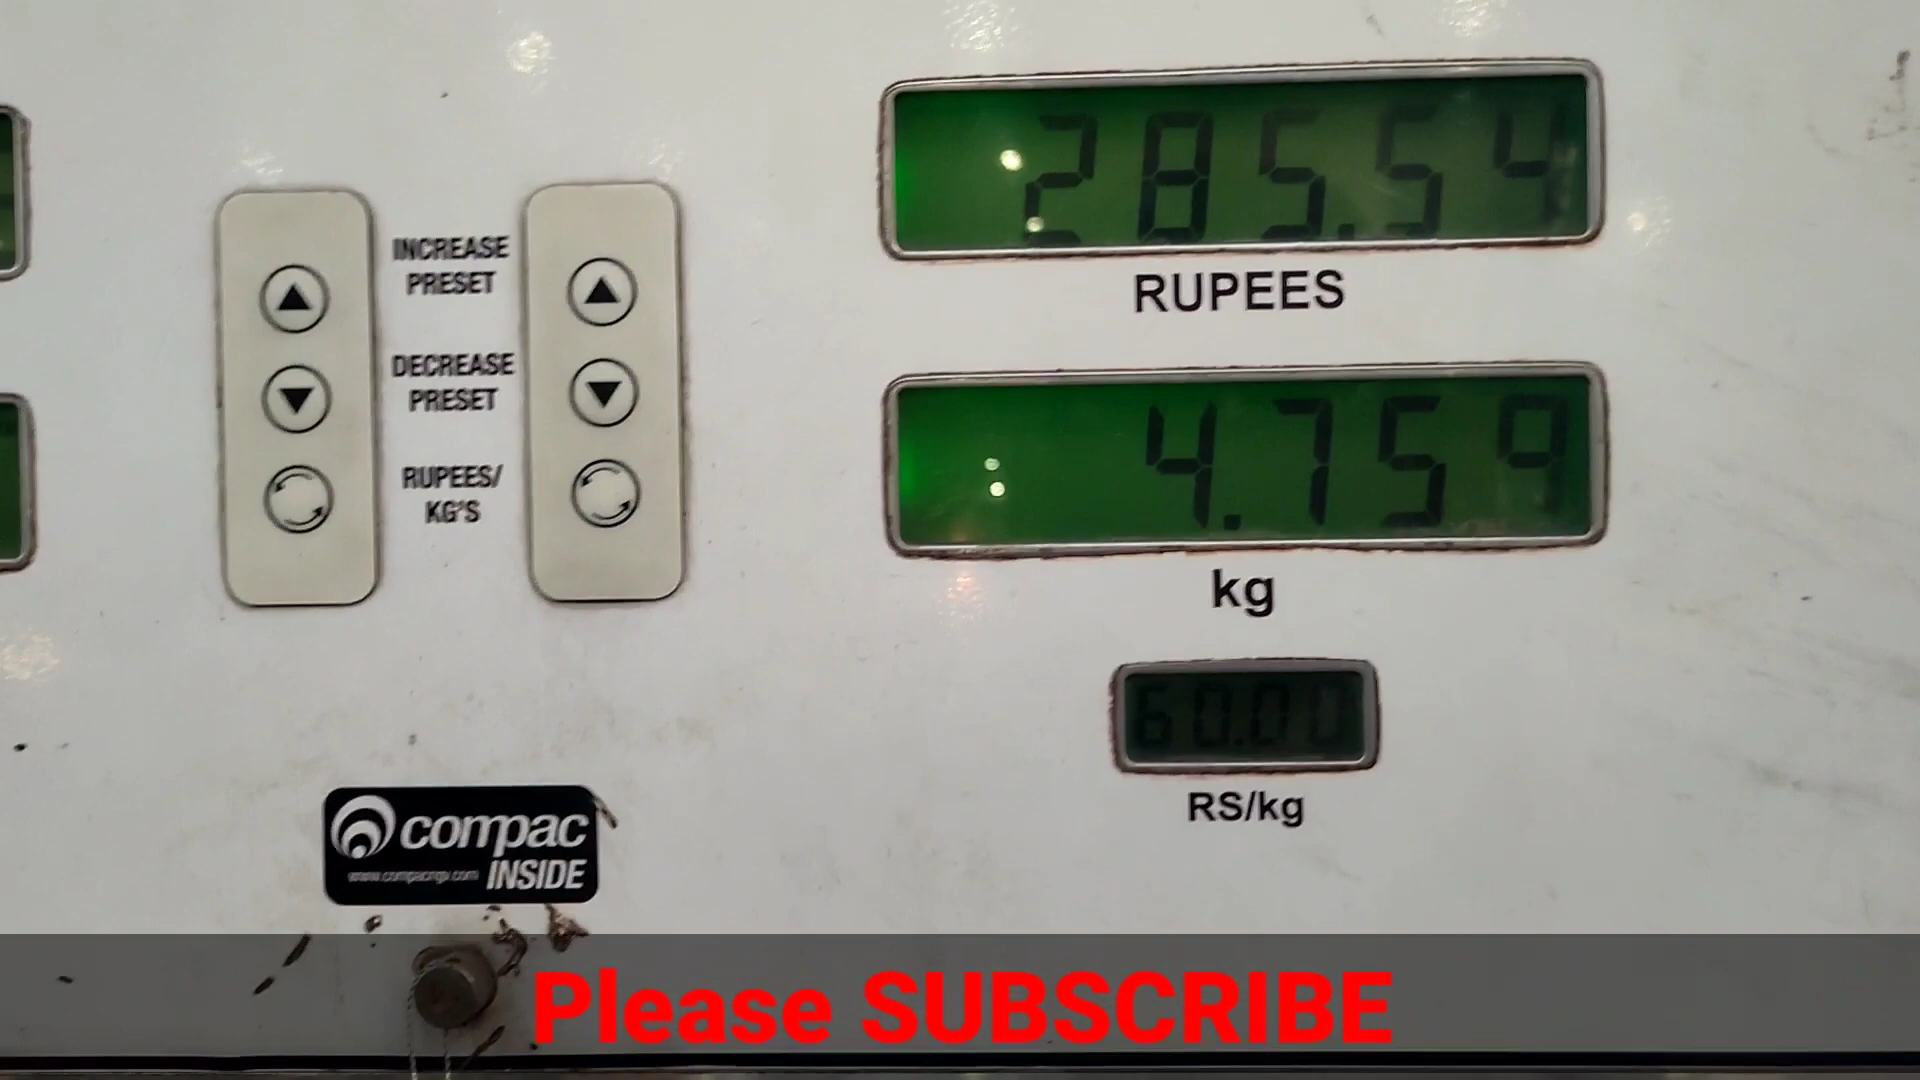 INCREASE
PRESET
DECREASE
PRESET
RUPEES/
KG'S
285.54
RUPEES
4.759
kg
60.00
RS/kg
compac
INSIDE
Please SUBSCRIBE